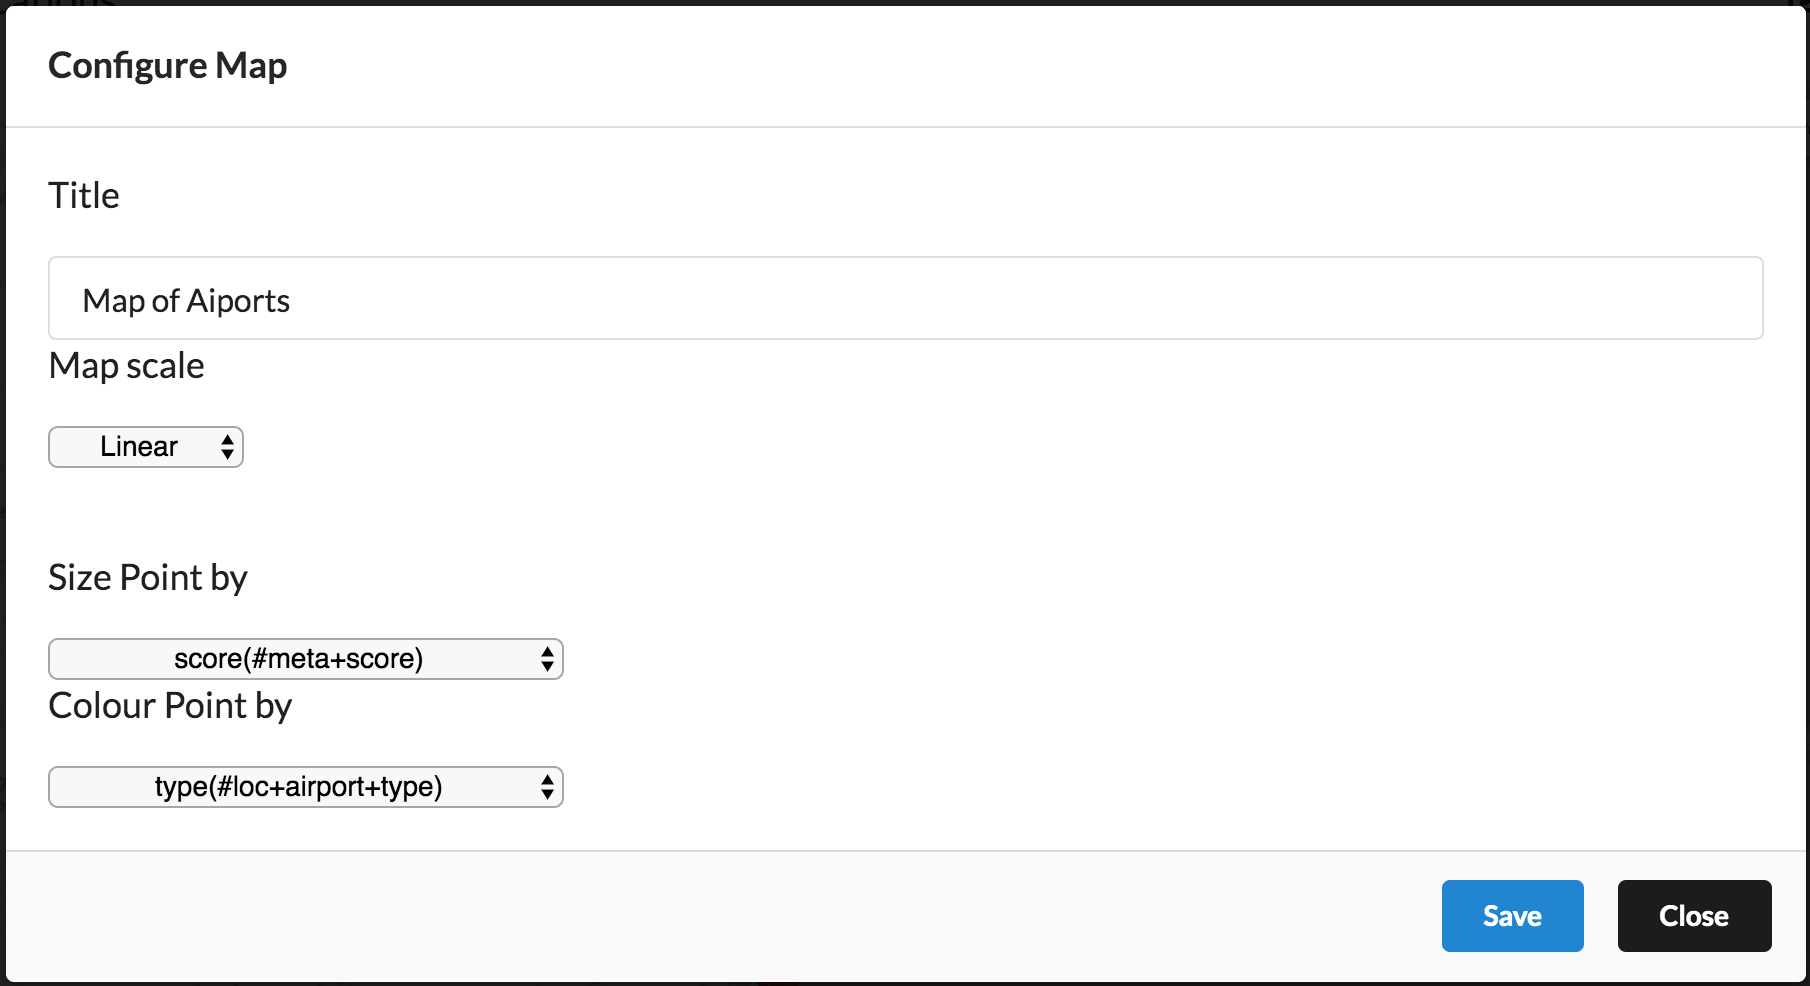 Configure Map
Title
Map of Aiports
Map scale
Linear
Size Point by
score(#meta+score)
Colour Point by
type(#loc+airport+type)
Save
Close